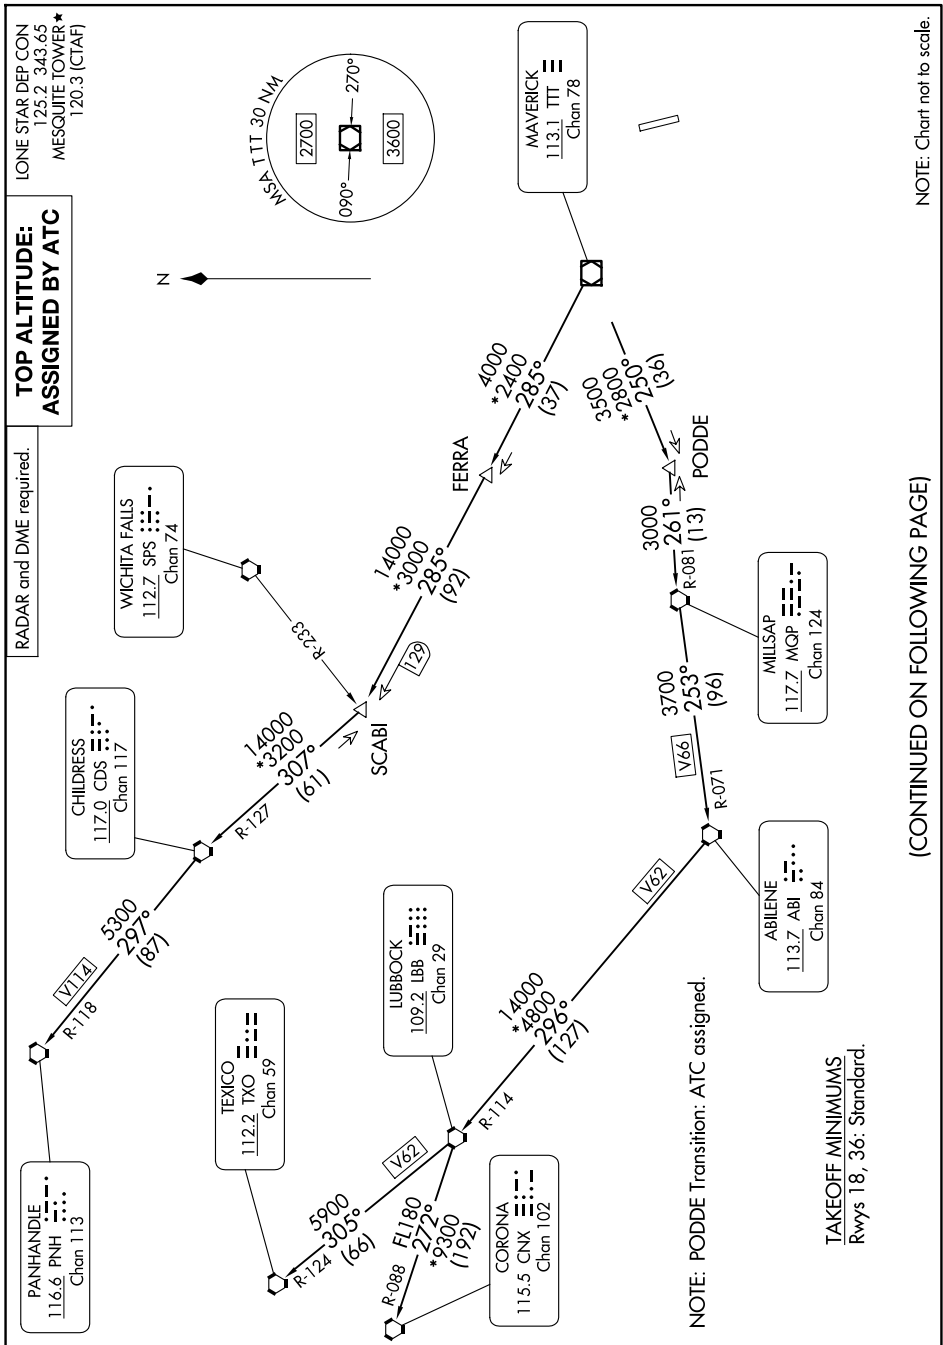 LONE STAR DEP CON
125.2 343.65
MESQUITE TOWER★
120.3 (CTAF)
TOP ALTITUDE:
ASSIGNED BY ATC
RADAR and DME required.
N
MSA TTT 30 NM
2700
3600
090°
270°
MAVERICK
113.1 TTT
Chan 78
WICHITA FALLS
112.7 SPS
Chan 74
R-233
CHILDRESS
117.0 CDS
Chan 117
PANHANDLE
116.6 PNH
Chan 113
TEXICO
112.2 TXO
Chan 59
LUBBOCK
109.2 LBB
Chan 29
CORONA
115.5 CNX
Chan 102
ABILENE
113.7 ABI
Chan 84
MILLSAP
117.7 MQP
Chan 124
4000
*2400
285°
(37)
FERRA
14000
*3000
285°
(92)
129
SCABI
14000
*3200
307°
(61)
R-127
5300
297°
(87)
V114
R-118
3500
*2800
250°
(36)
PODDE
3000
261°
(13)
R-081
3700
253°
(96)
V66
R-071
V62
14000
*4800
296°
(127)
R-114
V62
5900
305°
(66)
R-124
FL180
272°
*9300
(192)
R-088
NOTE: PODDE Transition: ATC assigned.
TAKEOFF MINIMUMS
Rwys 18, 36: Standard.
NOTE: Chart not to scale.
(CONTINUED ON FOLLOWING PAGE)